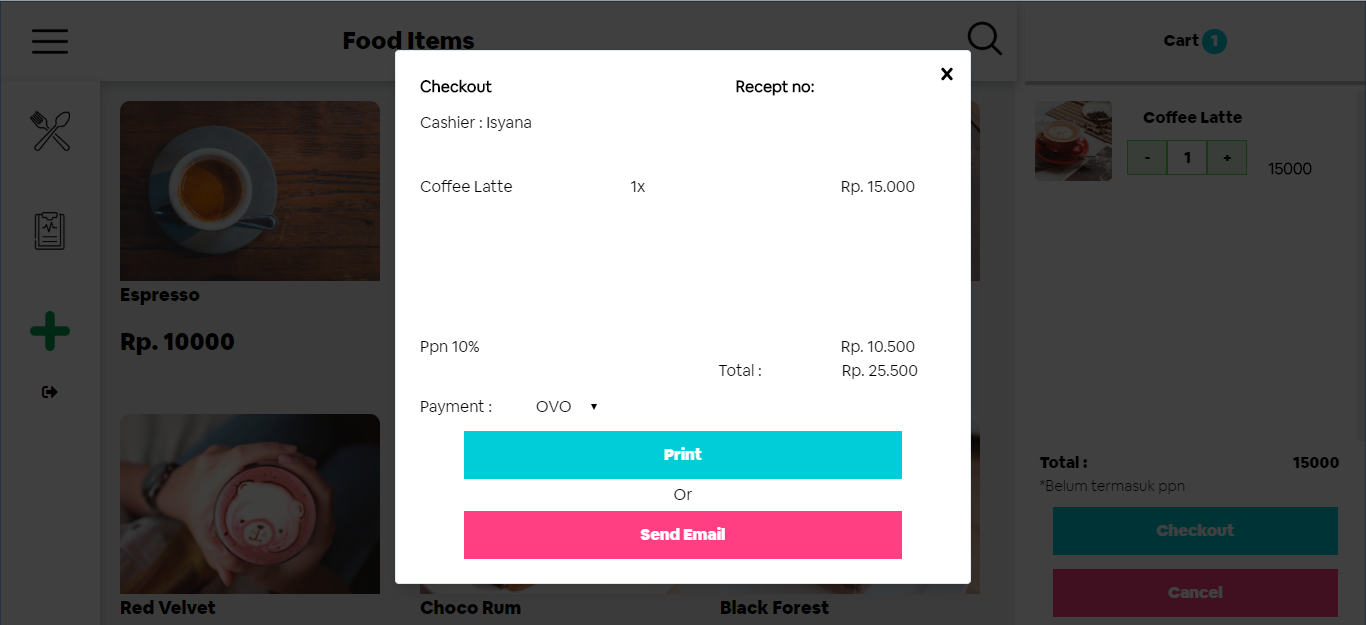 Food Items
Cart 1
Checkout
Recept no:
x
Cashier : Isyana
Coffee Latte 1x Rp. 15.000
Ppn 10% Rp. 10.500
Total : Rp. 25.500
Payment : OVO
Print
Or
Send Email
Espresso
Rp. 10000
Red Velvet
Choco Rum
Black Forest
Coffee Latte
- 1 + 15000
Total : 15000
*Belum termasuk ppn
Checkout
Cancel